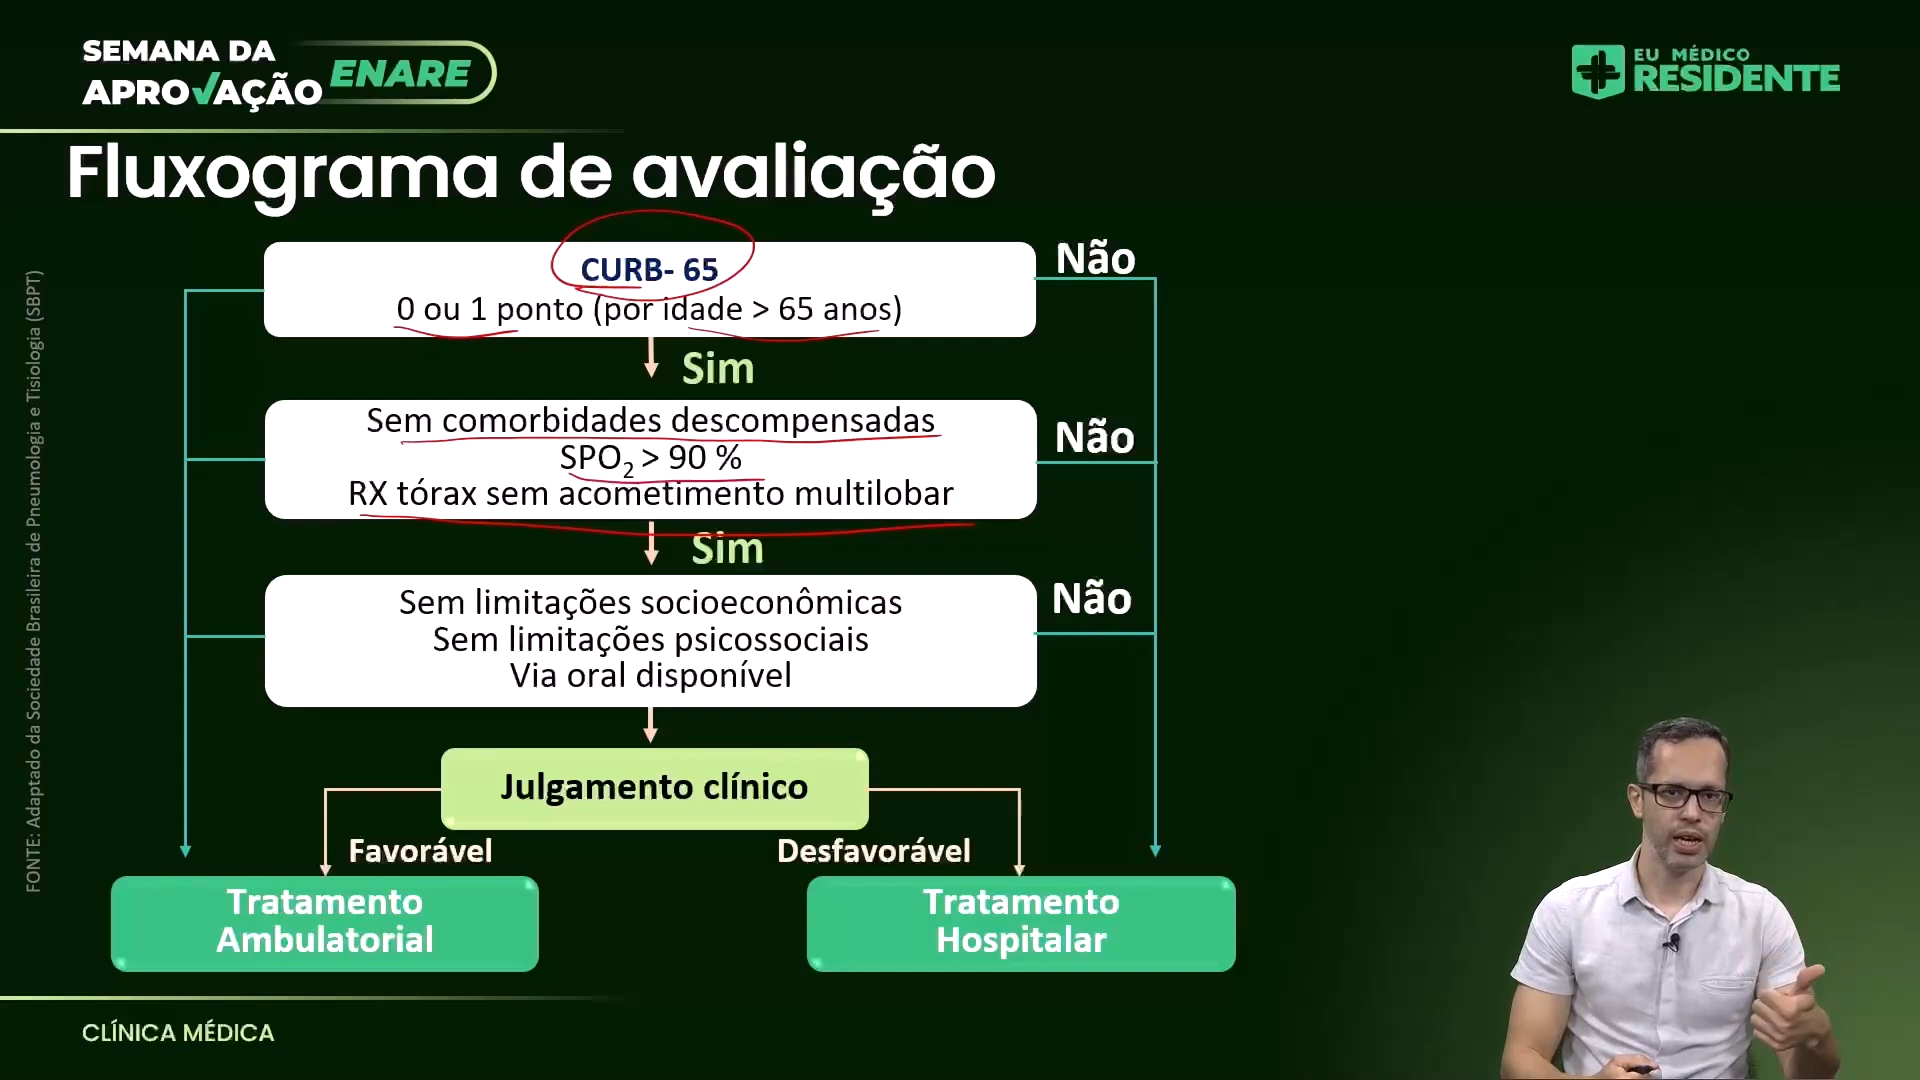 SEMANA DA
APROVAÇÃO
ENARE
EU MÉDICO
RESIDENTE
Fluxograma de avaliação
CURB- 65
0 ou 1 ponto (por idade > 65 anos)
Não
Sim
Sem comorbidades descompensadas
SPO₂ > 90 %
RX tórax sem acometimento multilobar
Não
Sim
Sem limitações socioeconômicas
Sem limitações psicossociais
Via oral disponível
Não
Julgamento clínico
Favorável
Desfavorável
Tratamento
Ambulatorial
Tratamento
Hospitalar
FONTE: Adaptado da Sociedade Brasileira de Pneumologia e Tisiologia (SBPT)
CLÍNICA MÉDICA